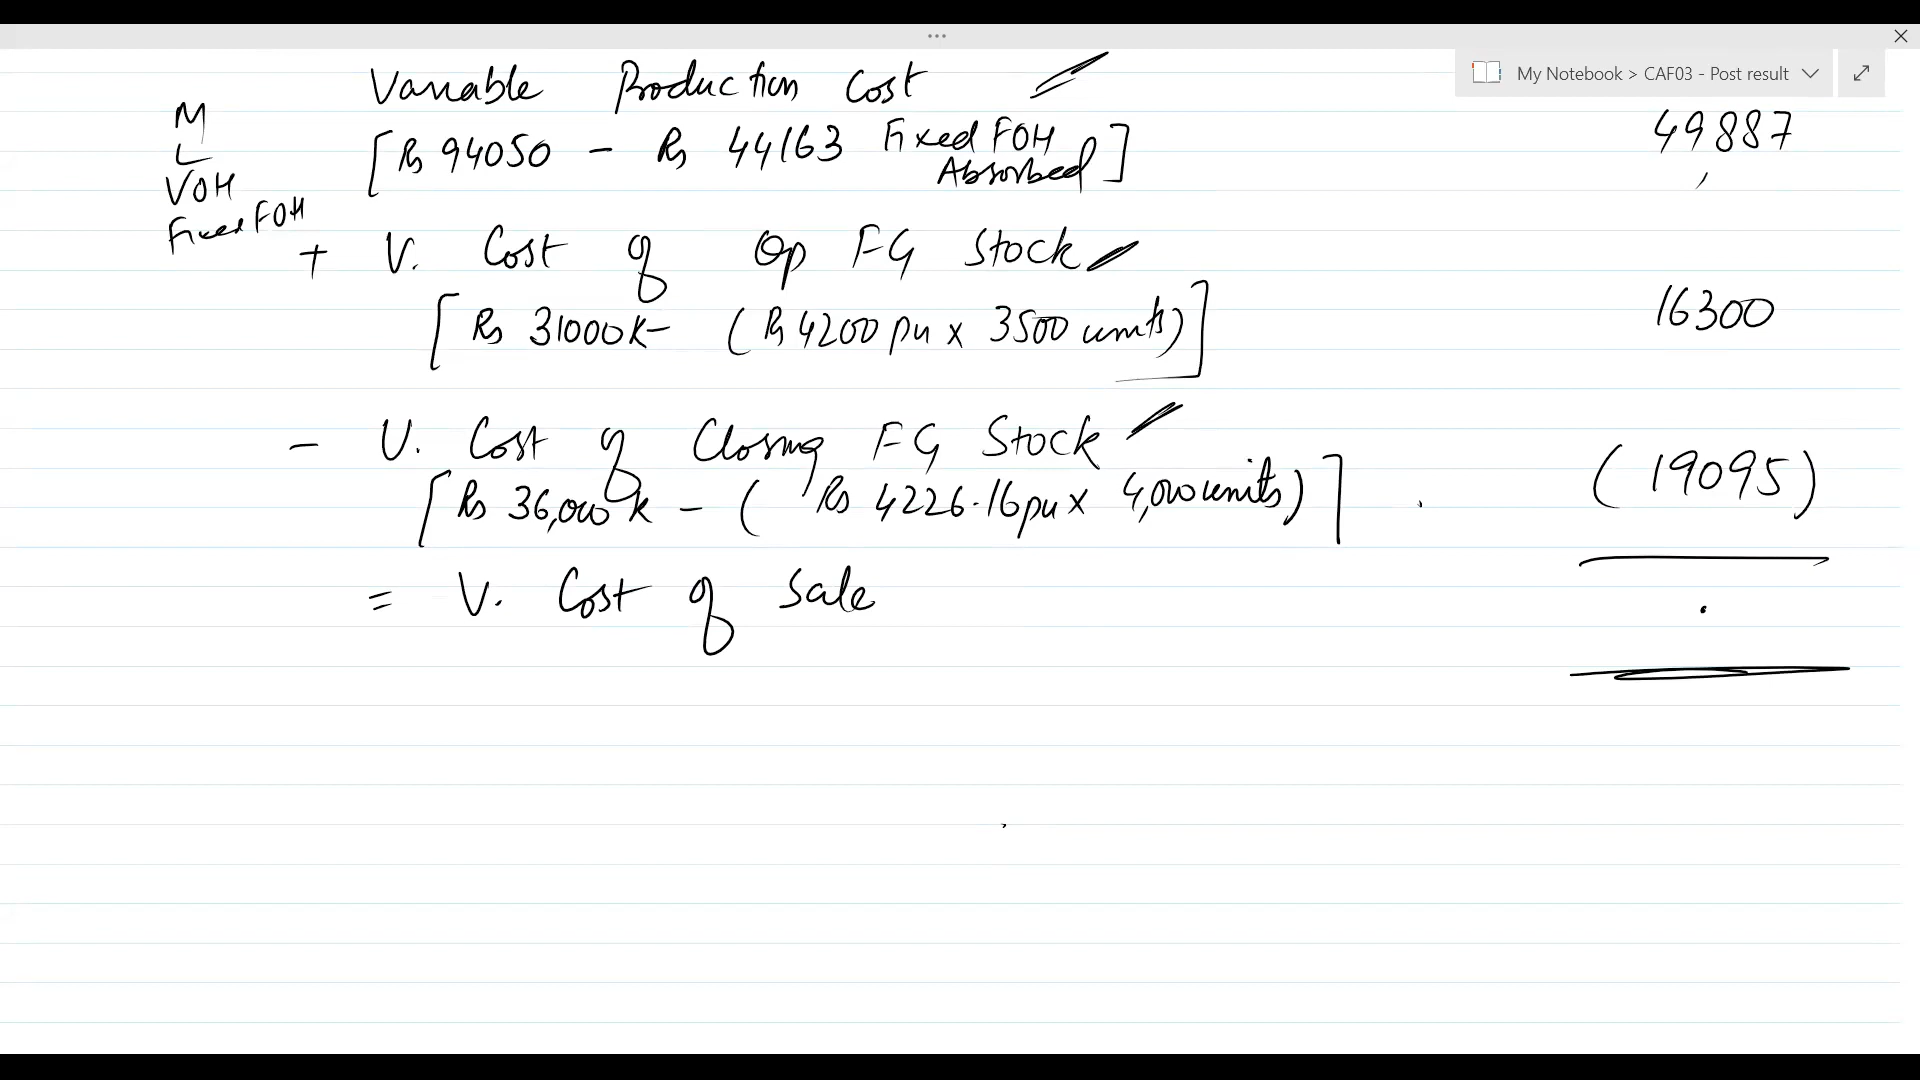 My Notebook > CAF03 - Post result
Variable Production Cost
M
L
VOH
Fixed FOH
[Rs 94050 - Rs 44163 Fixed FOH Absorbed] 49887
+ V. Cost of Op FG Stock
[Rs 31000K - (Rs 4200 pu x 3500 units)] 16300
- V. Cost of Closing FG Stock
[Rs 36,000 K - (Rs 4226.16 pu x 4,000 units)] (19095)
= V. Cost of Sale